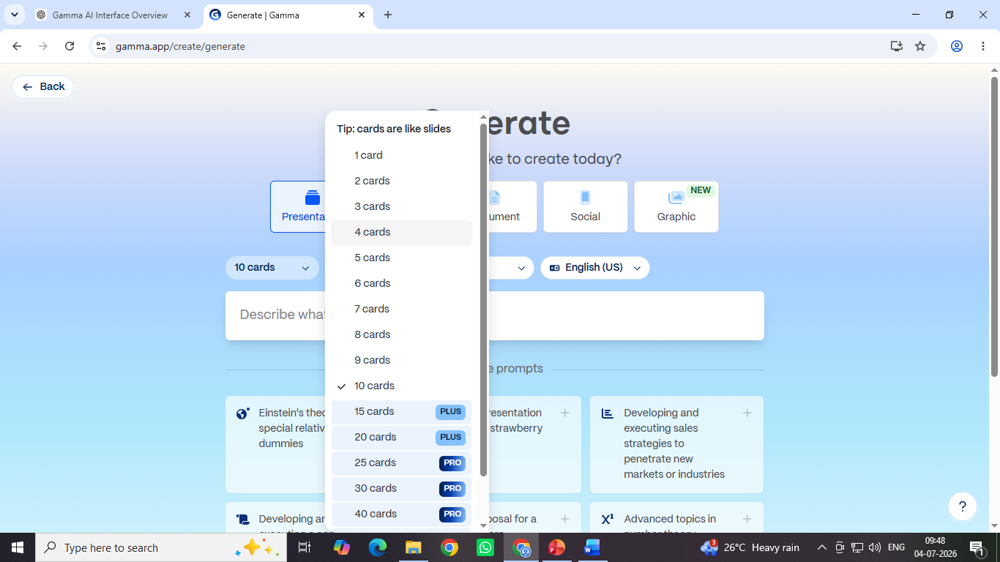 Gamma AI Interface Overview
Generate | Gamma
gamma.app/create/generate
Back
erate
ke to create today?
Tip: cards are like slides
1 card
2 cards
3 cards
4 cards
5 cards
6 cards
7 cards
8 cards
9 cards
10 cards
15 cards PLUS
20 cards PLUS
25 cards PRO
30 cards PRO
40 cards PRO
Presenta
ument
Social
NEW
Graphic
10 cards
English (US)
Describe what
e prompts
Einstein's theo
special relativ
dummies
resentation
strawberry
Developing and
executing sales
strategies to
penetrate new
markets or industries
Developing an
posal for a
Advanced topics in
?
Type here to search
3
26°C Heavy rain
ENG
09:48
04-07-2026
1